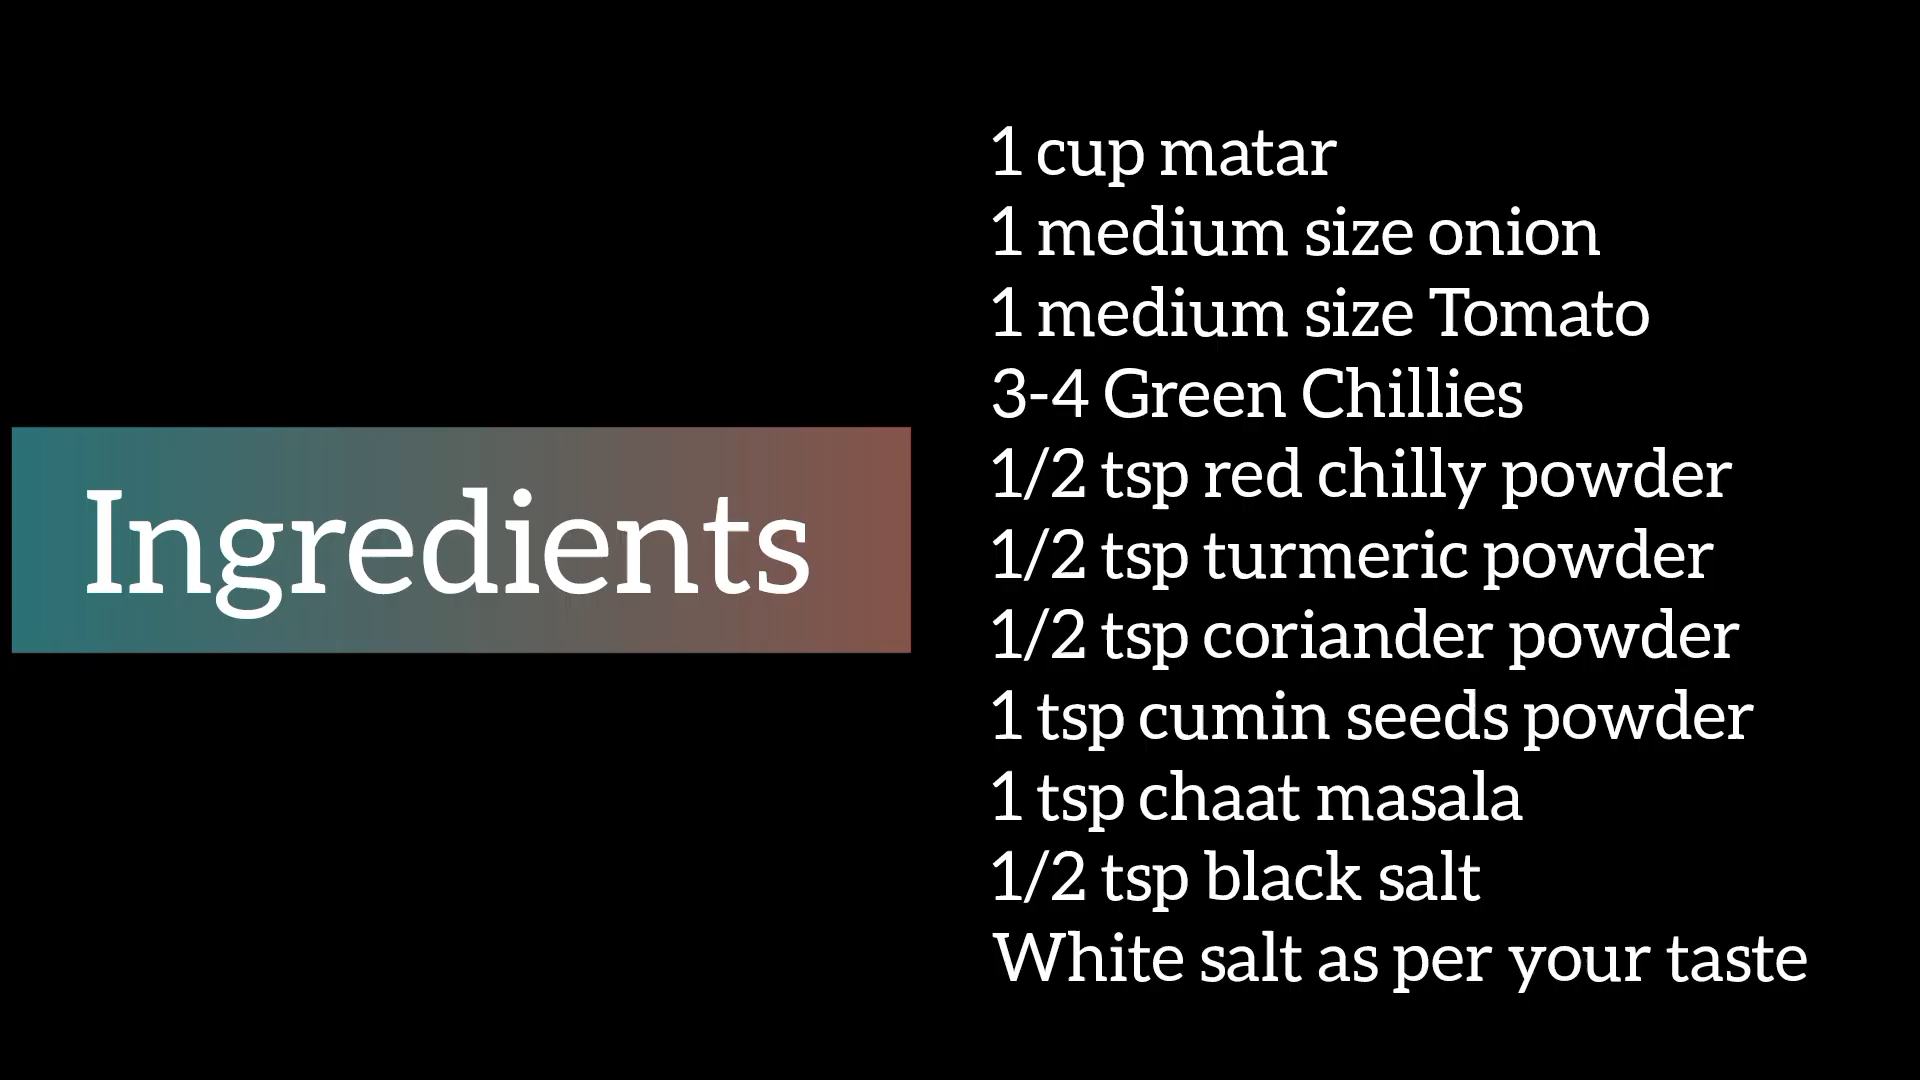 Ingredients
1 cup matar
1 medium size onion
1 medium size Tomato
3-4 Green Chillies
1/2 tsp red chilly powder
1/2 tsp turmeric powder
1/2 tsp coriander powder
1 tsp cumin seeds powder
1 tsp chaat masala
1/2 tsp black salt
White salt as per your taste